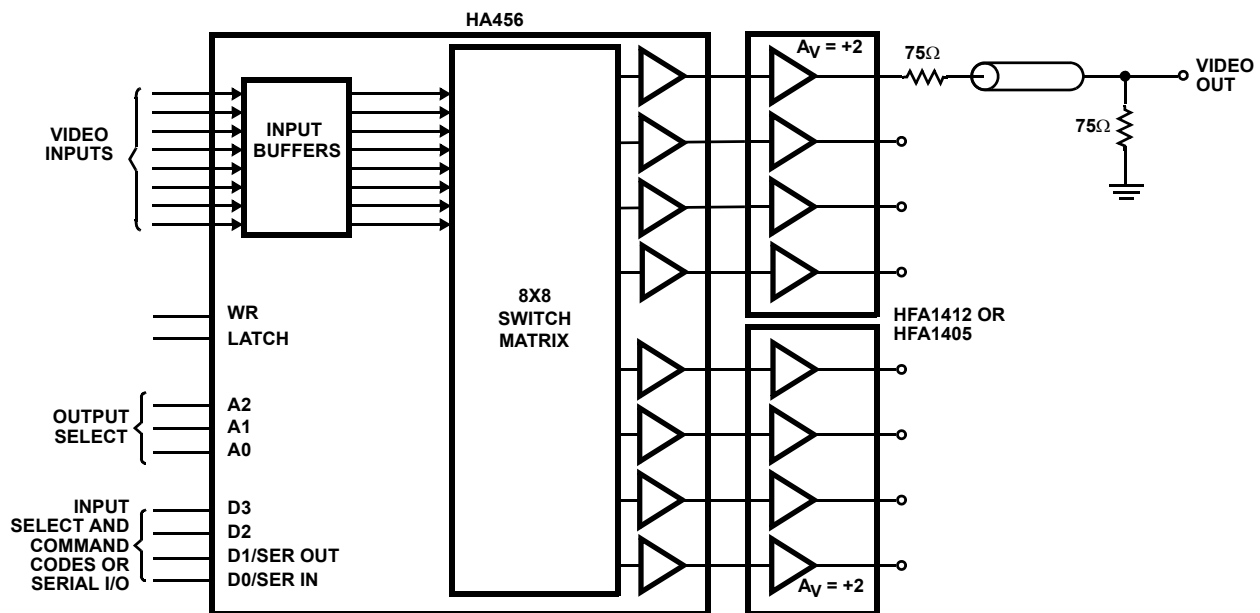 HA456
A_V = +2
75Ω
VIDEO
OUT
75Ω
VIDEO
INPUTS
INPUT
BUFFERS
8X8
SWITCH
MATRIX
HFA1412 OR
HFA1405
WR
LATCH
OUTPUT
SELECT
A2
A1
A0
INPUT
SELECT AND
COMMAND
CODES OR
SERIAL I/O
D3
D2
D1/SER OUT
D0/SER IN
A_V = +2